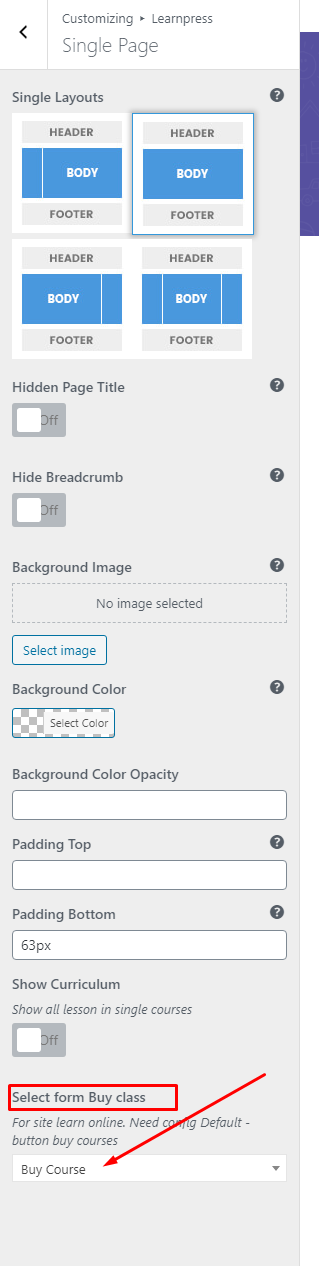 Customizing ▸ Learnpress
Single Page
Single Layouts
HEADER
BODY
FOOTER
HEADER
BODY
FOOTER
HEADER
BODY
FOOTER
HEADER
BODY
FOOTER
Hidden Page Title
Off
Hide Breadcrumb
Off
Background Image
No image selected
Select image
Background Color
Select Color
Background Color Opacity
Padding Top
Padding Bottom
63px
Show Curriculum
Show all lesson in single courses
Off
Select form Buy class
For site learn online. Need config Default -
button buy courses
Buy Course